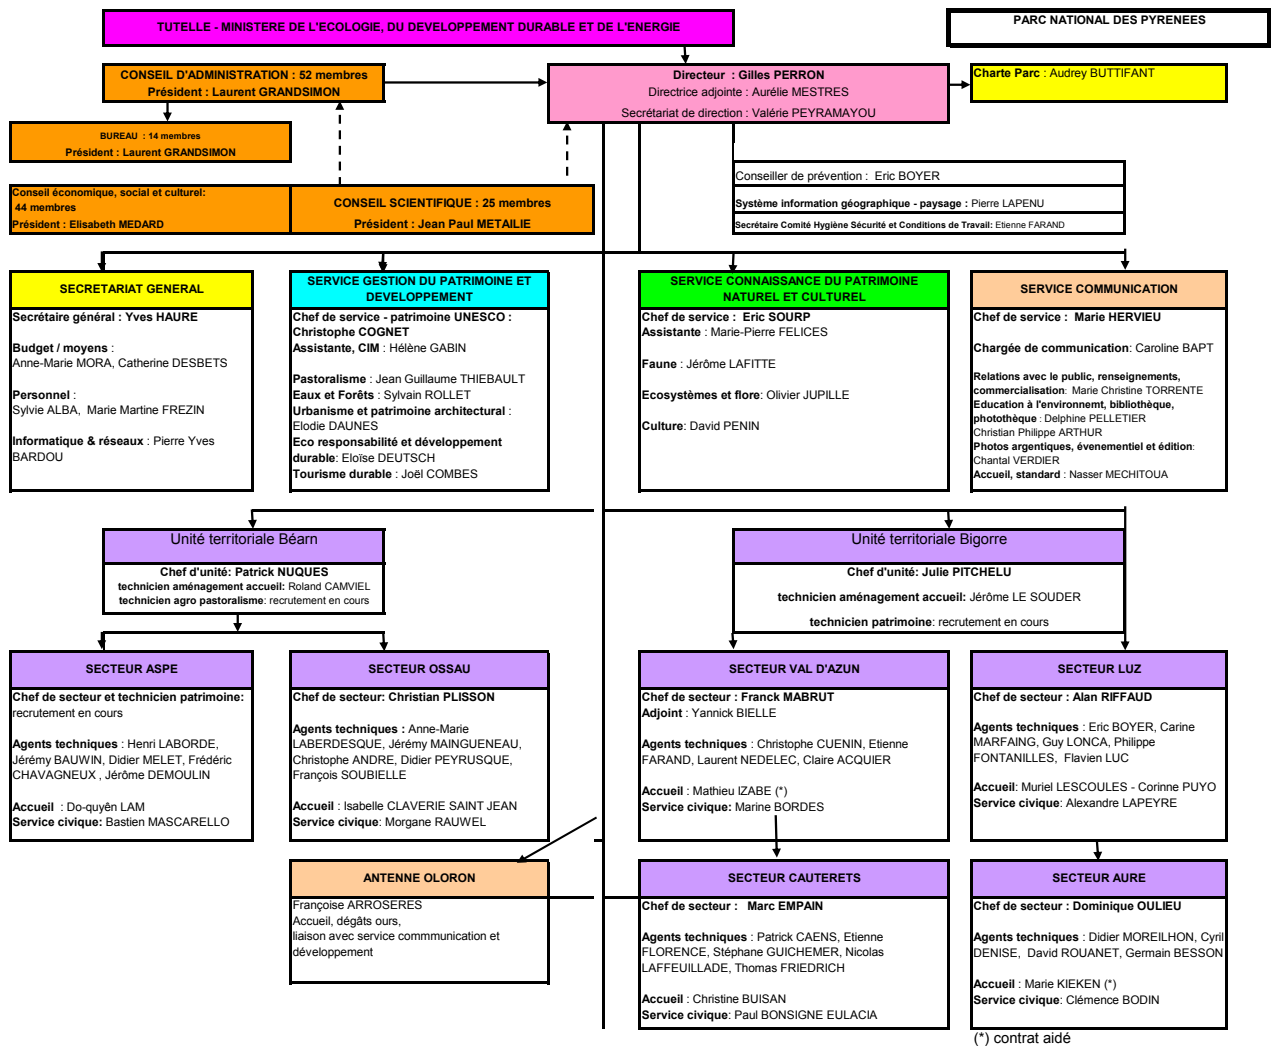 TUTELLE - MINISTERE DE L'ECOLOGIE, DU DEVELOPPEMENT DURABLE ET DE L'ENERGIE
PARC NATIONAL DES PYRENEES
CONSEIL D'ADMINISTRATION : 52 membres
Président : Laurent GRANDSIMON
Directeur : Gilles PERRON
Directrice adjointe : Aurélie MESTRES
Secrétariat de direction : Valérie PEYRAMAYOU
Charte Parc : Audrey BUTTIFANT
BUREAU : 14 membres
Président : Laurent GRANDSIMON
Conseil économique, social et culturel:
44 membres
Président : Elisabeth MEDARD
CONSEIL SCIENTIFIQUE : 25 membres
Président : Jean Paul METAILIE
Conseiller de prévention : Eric BOYER
Système information géographique - paysage : Pierre LAPENU
Secrétaire Comité Hygiène Sécurité et Conditions de Travail: Etienne FARAND
SECRETARIAT GENERAL
Secrétaire général : Yves HAURE
Budget / moyens :
Anne-Marie MORA, Catherine DESBETS
Personnel :
Sylvie ALBA, Marie Martine FREZIN
Informatique & réseaux : Pierre Yves
BARDOU
SERVICE GESTION DU PATRIMOINE ET
DEVELOPPEMENT
Chef de service - patrimoine UNESCO :
Christophe COGNET
Assistante, CIM : Hélène GABIN
Pastoralisme : Jean Guillaume THIEBAULT
Eaux et Forêts : Sylvain ROLLET
Urbanisme et patrimoine architectural :
Elodie DAUNES
Eco responsabilité et développement
durable: Eloïse DEUTSCH
Tourisme durable : Joël COMBES
SERVICE CONNAISSANCE DU PATRIMOINE
NATUREL ET CULTUREL
Chef de service : Eric SOURP
Assistante : Marie-Pierre FELICES
Faune : Jérôme LAFITTE
Ecosystèmes et flore: Olivier JUPILLE
Culture: David PENIN
SERVICE COMMUNICATION
Chef de service : Marie HERVIEU
Chargée de communication: Caroline BAPT
Relations avec le public, renseignements,
commercialisation: Marie Christine TORRENTE
Education à l'environnemt, bibliothèque,
photothèque : Delphine PELLETIER
Christian Philippe ARTHUR
Photos argentiques, évenementiel et édition:
Chantal VERDIER
Accueil, standard : Nasser MECHITOUA
Unité territoriale Béarn
Chef d'unité: Patrick NUQUES
technicien aménagement accueil: Roland CAMVIEL
technicien agro pastoralisme: recrutement en cours
Unité territoriale Bigorre
Chef d'unité: Julie PITCHELU
technicien aménagement accueil: Jérôme LE SOUDER
technicien patrimoine: recrutement en cours
SECTEUR ASPE
Chef de secteur et technicien patrimoine:
recrutement en cours
Agents techniques : Henri LABORDE,
Jérémy BAUWIN, Didier MELET, Frédéric
CHAVAGNEUX , Jérôme DEMOULIN
Accueil : Do-quyên LAM
Service civique: Bastien MASCARELLO
SECTEUR OSSAU
Chef de secteur: Christian PLISSON
Agents techniques : Anne-Marie
LABERDESQUE, Jérémy MAINGUENEAU,
Christophe ANDRE, Didier PEYRUSQUE,
François SOUBIELLE
Accueil : Isabelle CLAVERIE SAINT JEAN
Service civique: Morgane RAUWEL
SECTEUR VAL D'AZUN
Chef de secteur : Franck MABRUT
Adjoint : Yannick BIELLE
Agents techniques : Christophe CUENIN, Etienne
FARAND, Laurent NEDELEC, Claire ACQUIER
Accueil : Mathieu IZABE (*)
Service civique: Marine BORDES
SECTEUR LUZ
Chef de secteur : Alan RIFFAUD
Agents techniques : Eric BOYER, Carine
MARFAING, Guy LONCA, Philippe
FONTANILLES, Flavien LUC
Accueil: Muriel LESCOULES - Corinne PUYO
Service civique: Alexandre LAPEYRE
ANTENNE OLORON
Françoise ARROSERES
Accueil, dégâts ours,
liaison avec service commmunication et
développement
SECTEUR CAUTERETS
Chef de secteur : Marc EMPAIN
Agents techniques : Patrick CAENS, Etienne
FLORENCE, Stéphane GUICHEMER, Nicolas
LAFFEUILLADE, Thomas FRIEDRICH
Accueil : Christine BUISAN
Service civique: Paul BONSIGNE EULACIA
SECTEUR AURE
Chef de secteur : Dominique OULIEU
Agents techniques : Didier MOREILHON, Cyril
DENISE, David ROUANET, Germain BESSON
Accueil : Marie KIEKEN (*)
Service civique: Clémence BODIN
(*) contrat aidé